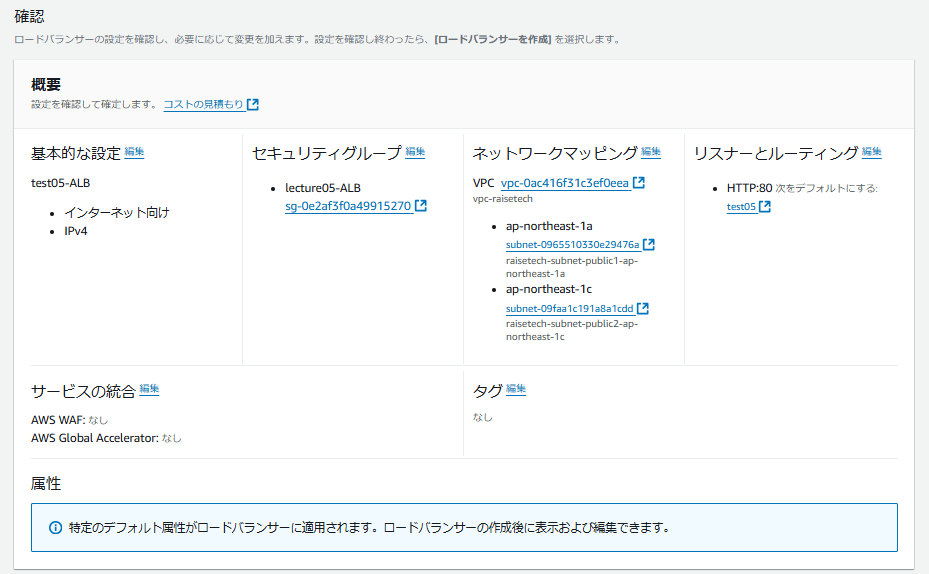 確認
ロードバランサーの設定を確認し、必要に応じて変更を加えます。設定を確認し終わったら、[ロードバランサーを作成] を選択します。
概要
設定を確認して確定します。 コストの見積もり
基本的な設定 編集
test05-ALB
インターネット向け
IPv4
セキュリティグループ 編集
lecture05-ALB
sg-0e2af3f0a49915270
ネットワークマッピング 編集
VPC vpc-0ac416f31c3ef0eea
vpc-raisetech
ap-northeast-1a
subnet-0965510330e29476a
raisetech-subnet-public1-ap-
northeast-1a
ap-northeast-1c
subnet-09faa1c191a8a1cdd
raisetech-subnet-public2-ap-
northeast-1c
リスナーとルーティング 編集
HTTP:80 次をデフォルトにする:
test05
サービスの統合 編集
AWS WAF: なし
AWS Global Accelerator: なし
タグ 編集
なし
属性
特定のデフォルト属性がロードバランサーに適用されます。ロードバランサーの作成後に表示および編集できます。